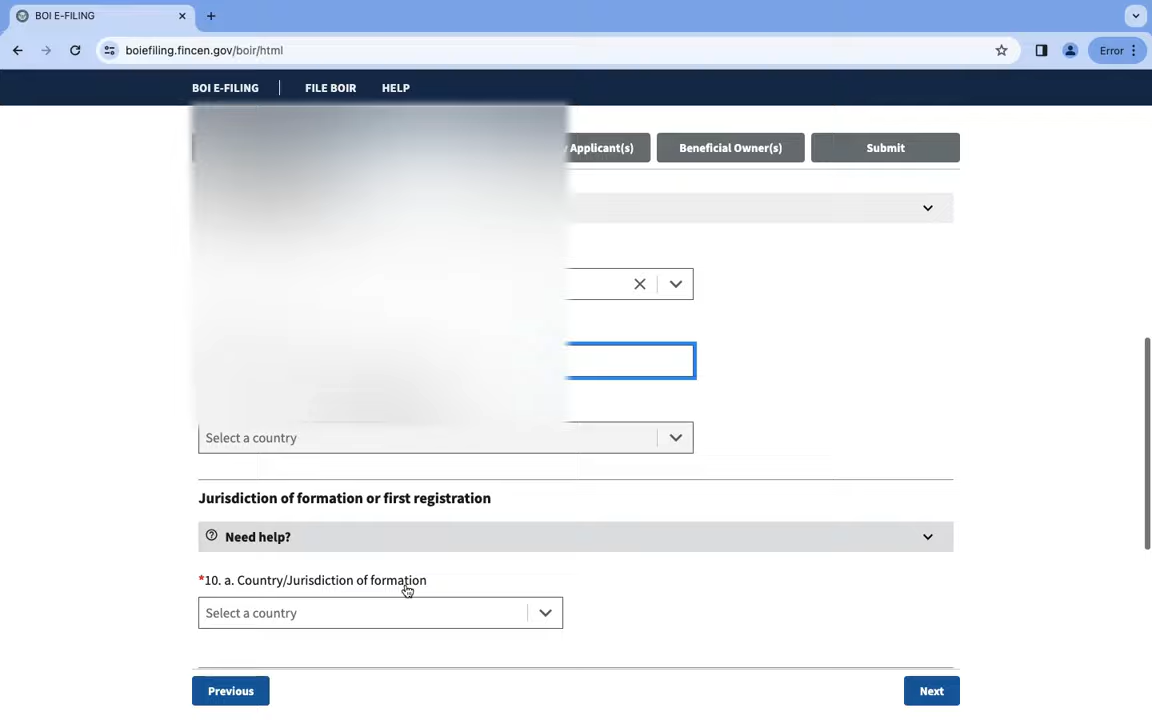 BOI E-FILING
Error
boiefiling.fincen.gov/boir/html
BOI E-FILING
FILE BOIR
HELP
Applicant(s)
Beneficial Owner(s)
Submit
Select a country
Jurisdiction of formation or first registration
Need help?
*10. a. Country/Jurisdiction of formation
Select a country
Previous
Next